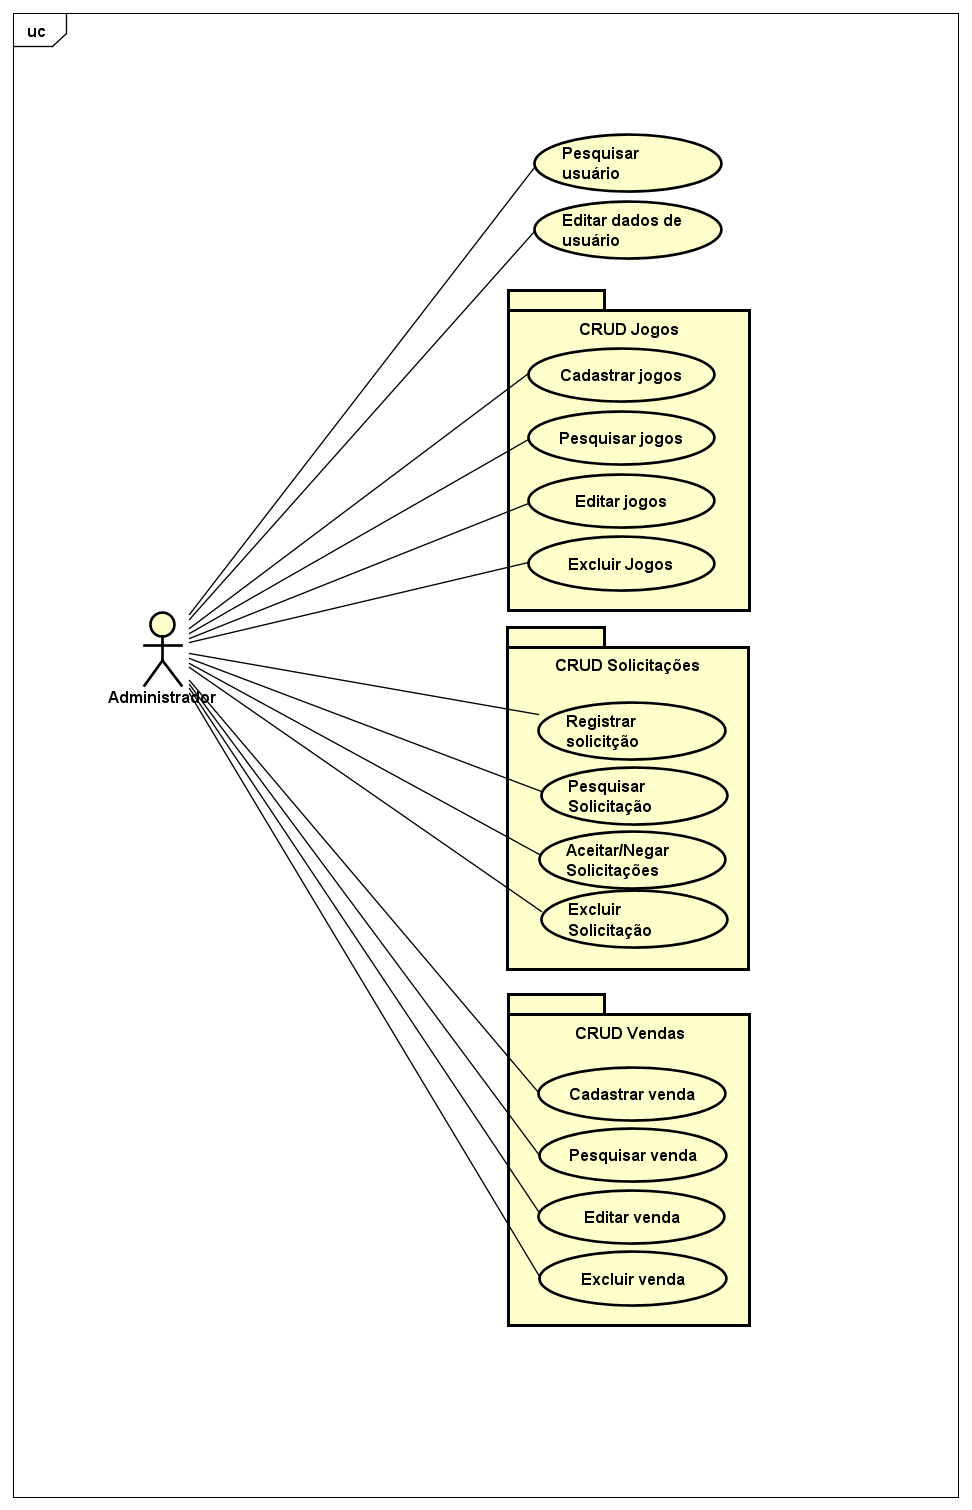 uc
Pesquisar
usuário
Editar dados de
usuário
CRUD Jogos
Cadastrar jogos
Pesquisar jogos
Editar jogos
Excluir Jogos
Administrador
CRUD Solicitações
Registrar
solicitção
Pesquisar
Solicitação
Aceitar/Negar
Solicitações
Excluir
Solicitação
CRUD Vendas
Cadastrar venda
Pesquisar venda
Editar venda
Excluir venda